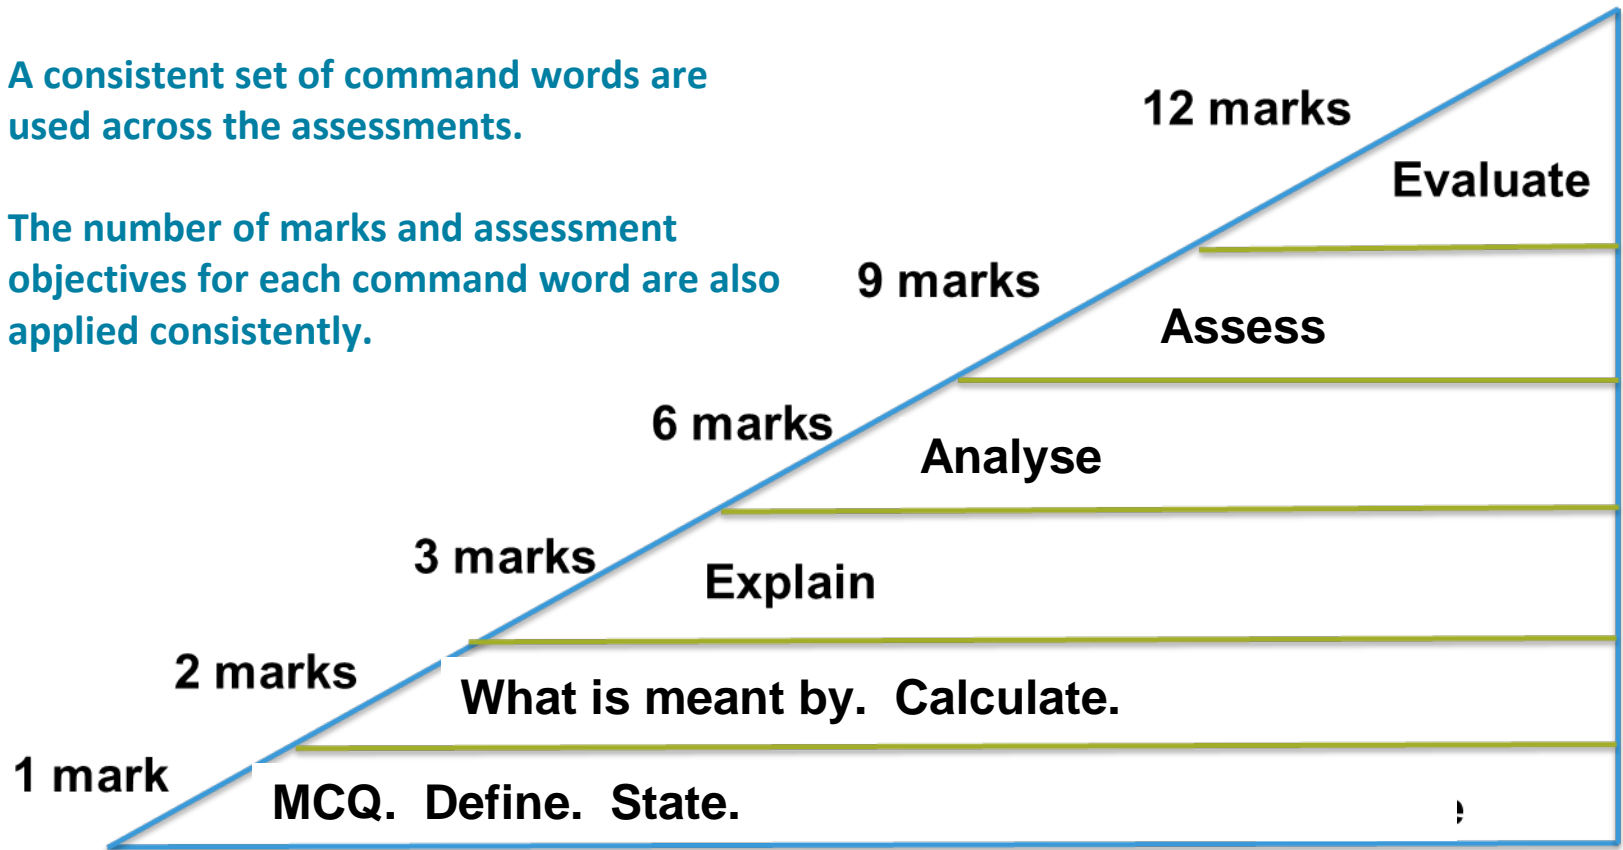 A consistent set of command words are
used across the assessments.
The number of marks and assessment
objectives for each command word are also
applied consistently.
12 marks
Evaluate
9 marks
Assess
6 marks
Analyse
3 marks
Explain
2 marks
What is meant by.  Calculate.
1 mark
MCQ.  Define.  State.